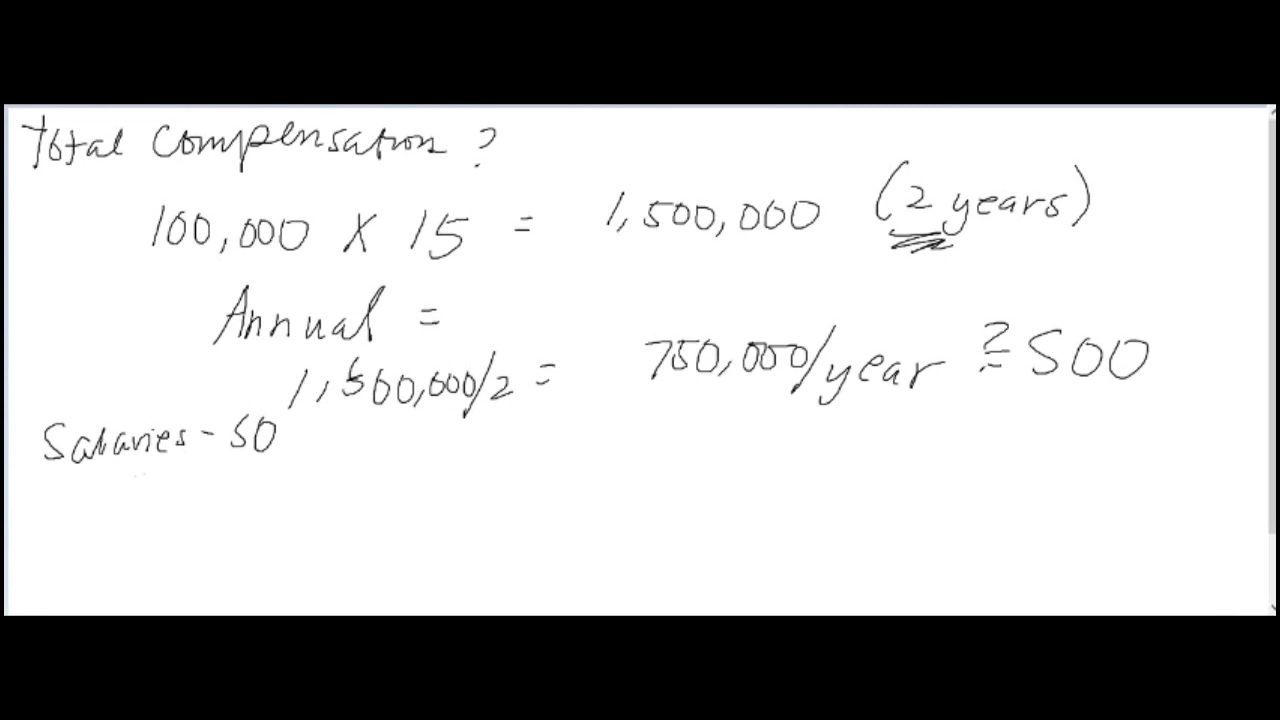 Total Compensation ?
100,000 X 15 = 1,500,000 (2 years)
Annual =
1,500,000/2 = 750,000/year ?= 500
Salaries - 50